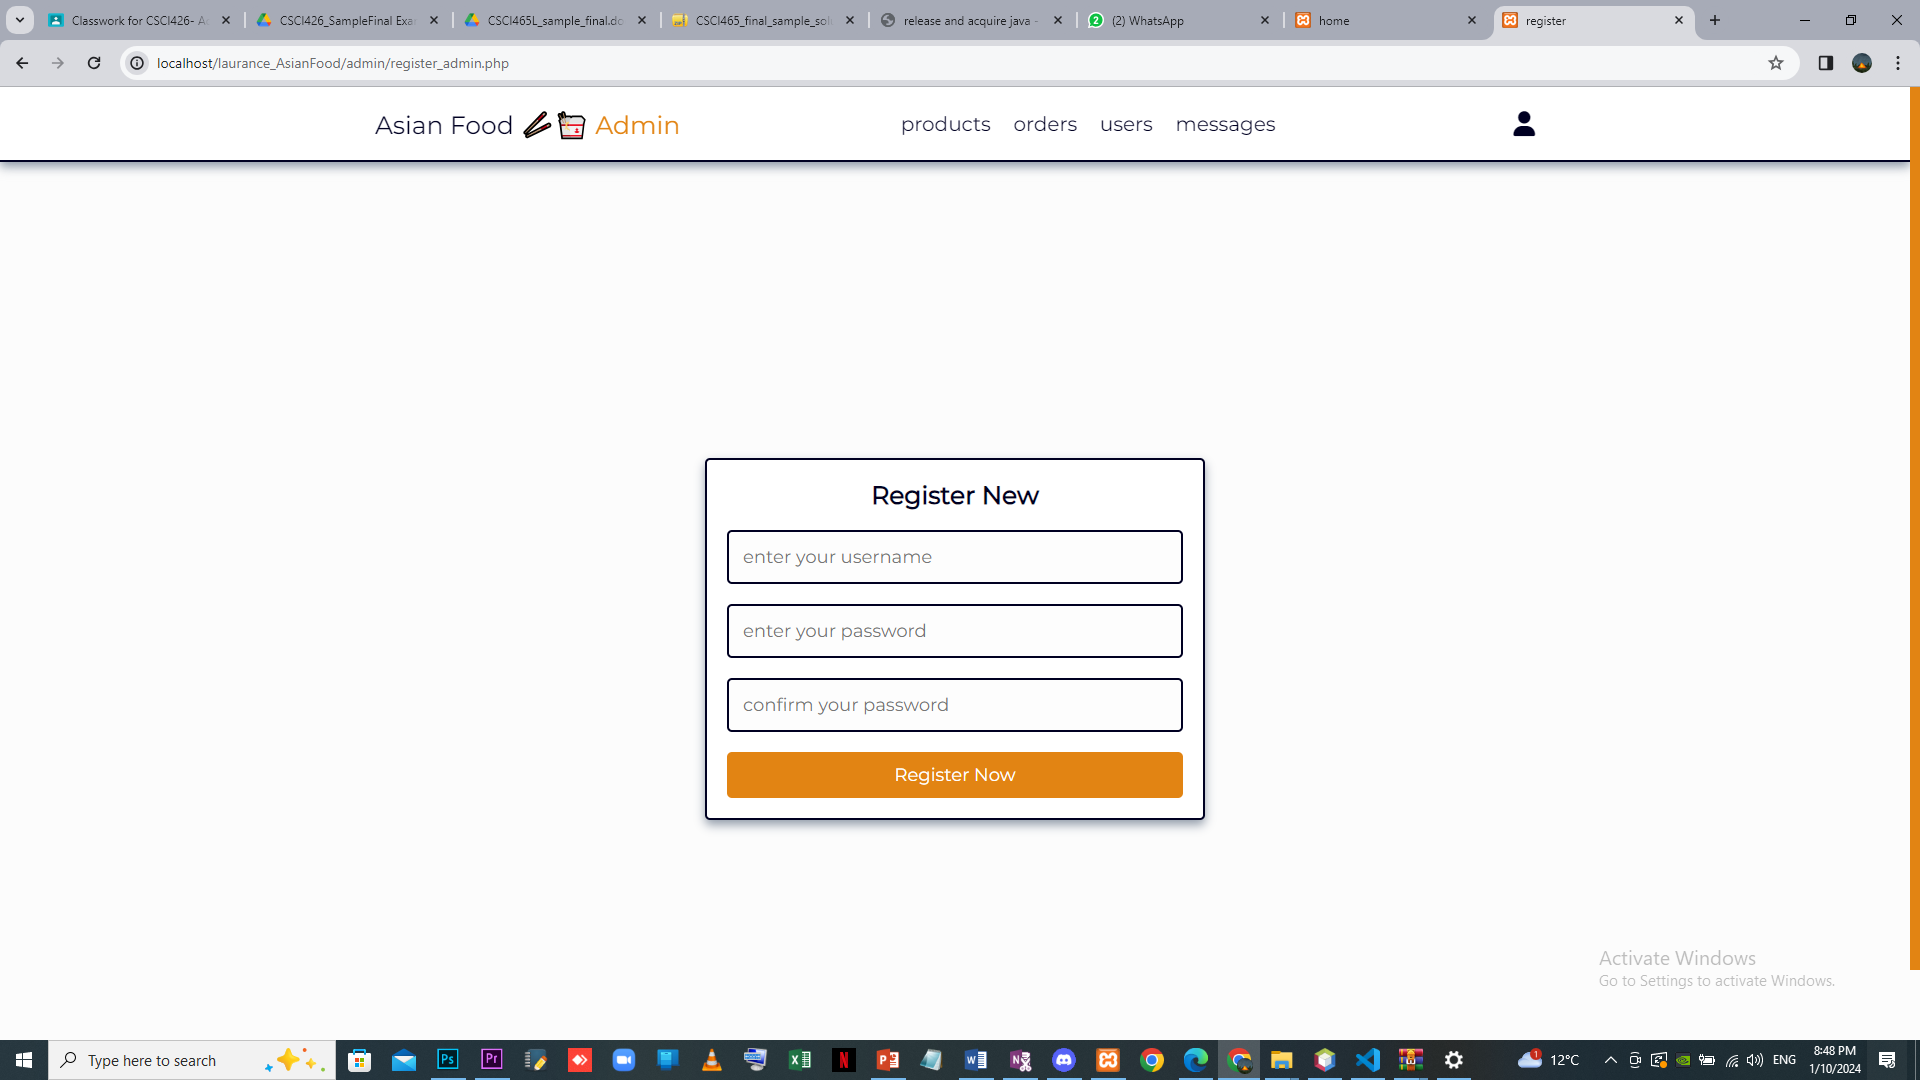 Classwork for CSCI426- A
CSCI426_SampleFinal Exa
CSCI465L_sample_final.do
CSCI465_final_sample_sol
release and acquire java -
(2) WhatsApp
home
register
localhost/laurance_AsianFood/admin/register_admin.php
Asian Food Admin
products orders users messages
Register New
enter your username
enter your password
confirm your password
Register Now
Activate Windows
Go to Settings to activate Windows.
Type here to search
12°C
ENG
8:48 PM
1/10/2024